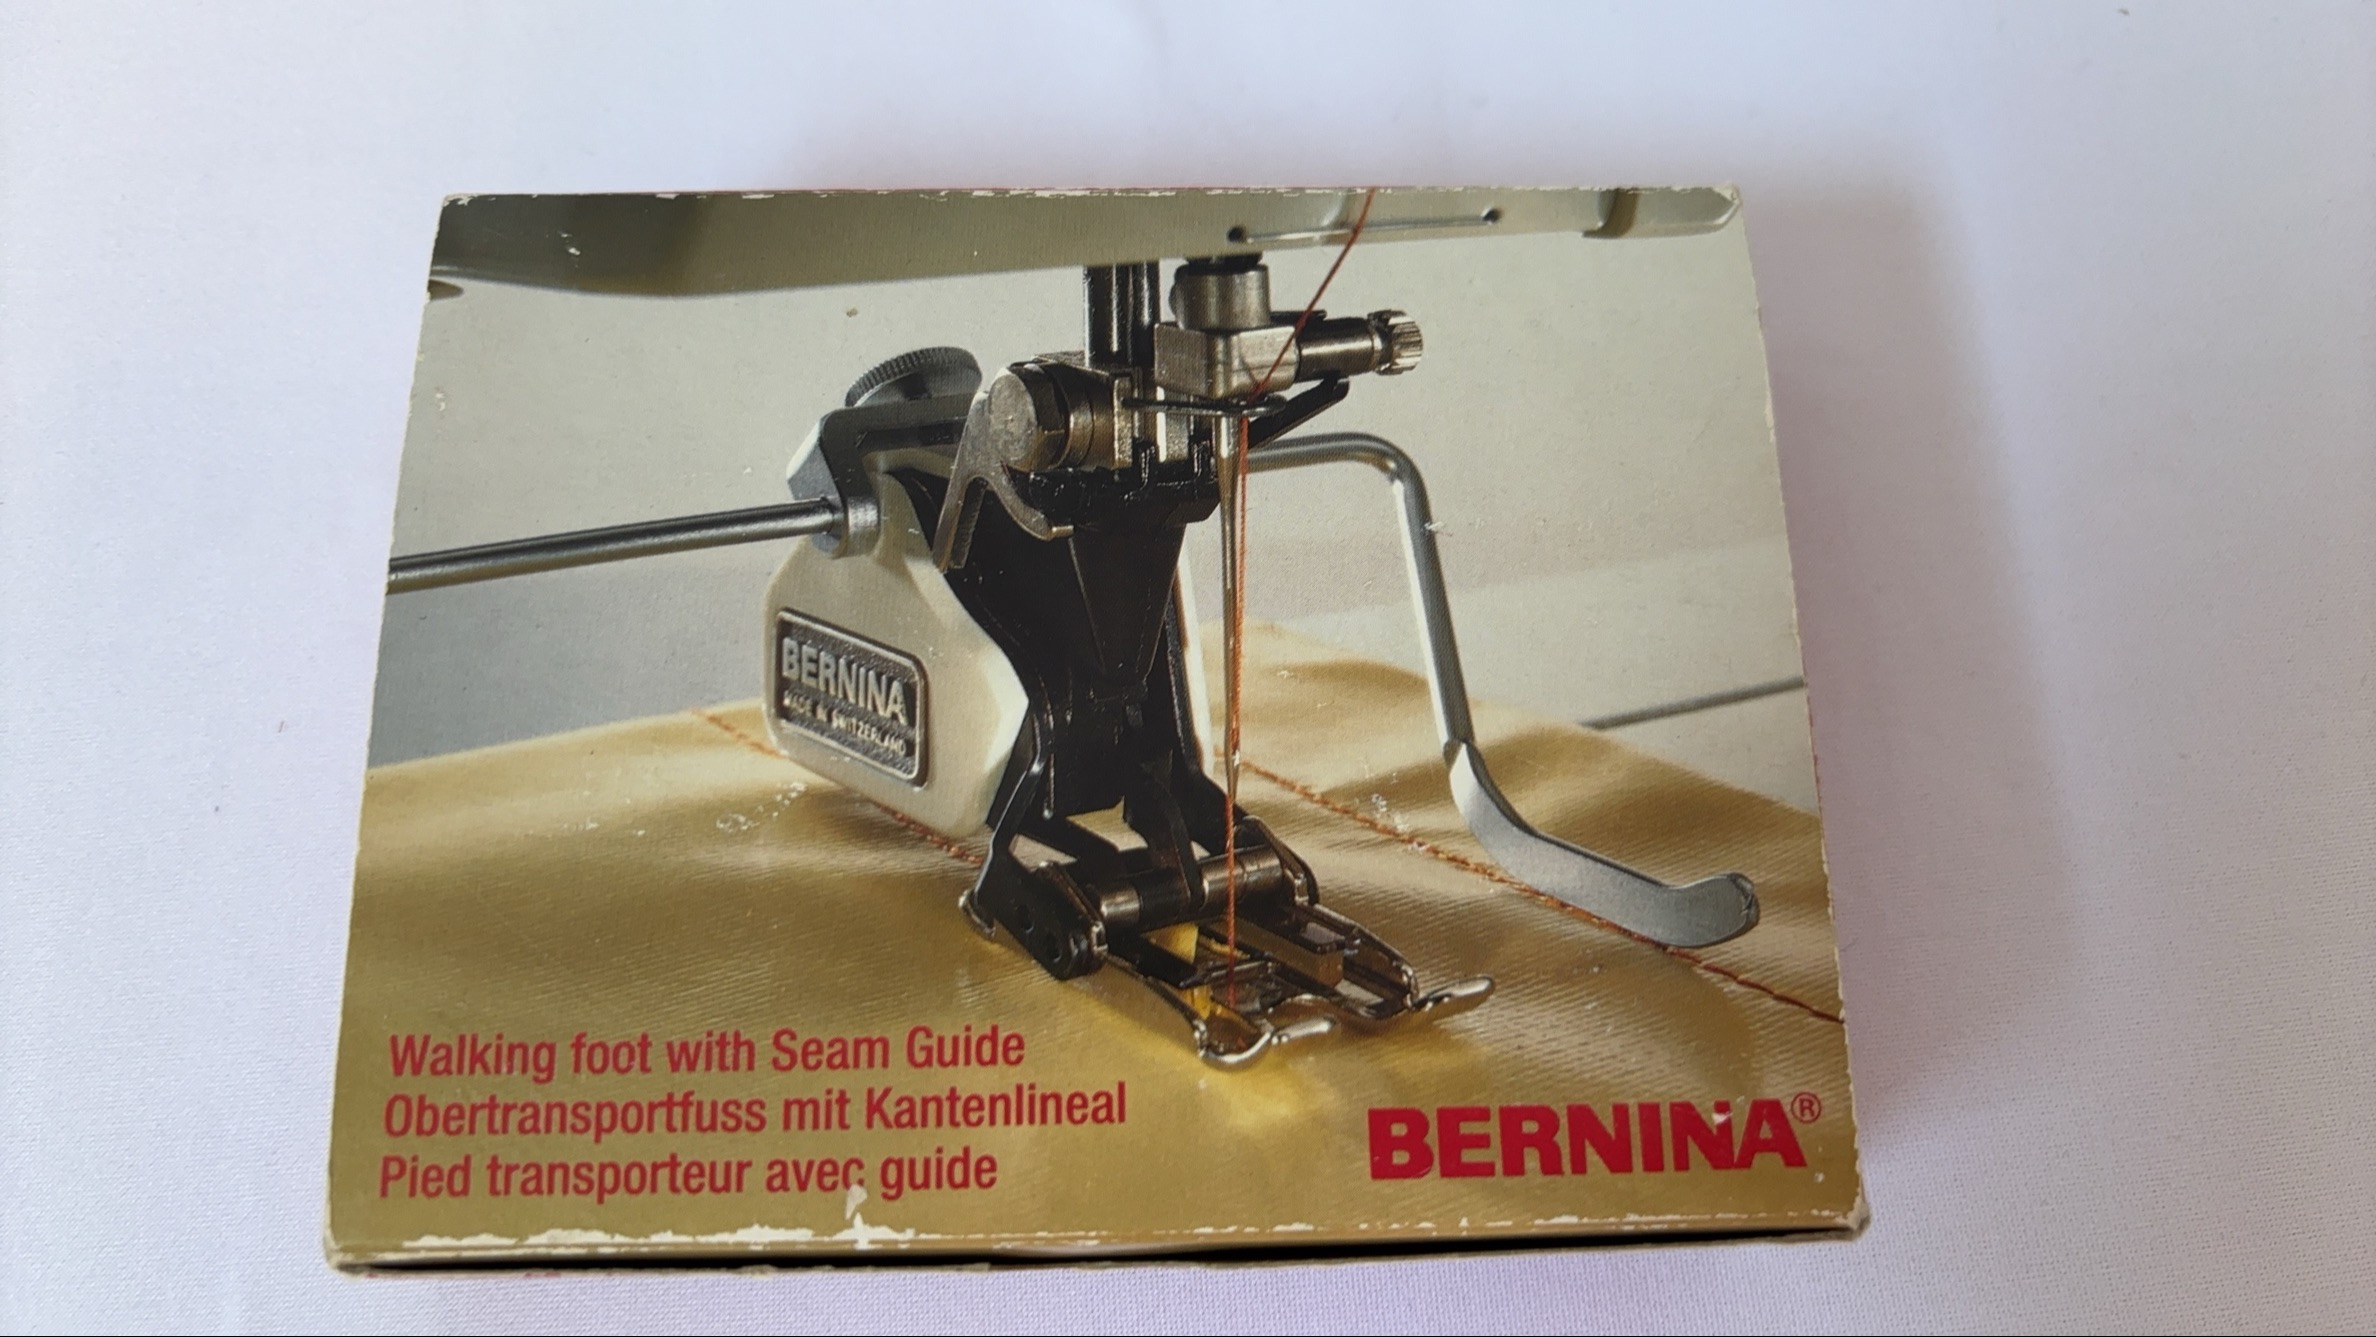 BERNINA
MADE IN SWITZERLAND
Walking foot with Seam Guide
Obertransportfuss mit Kantenlineal
Pied transporteur avec guide
BERNINA®